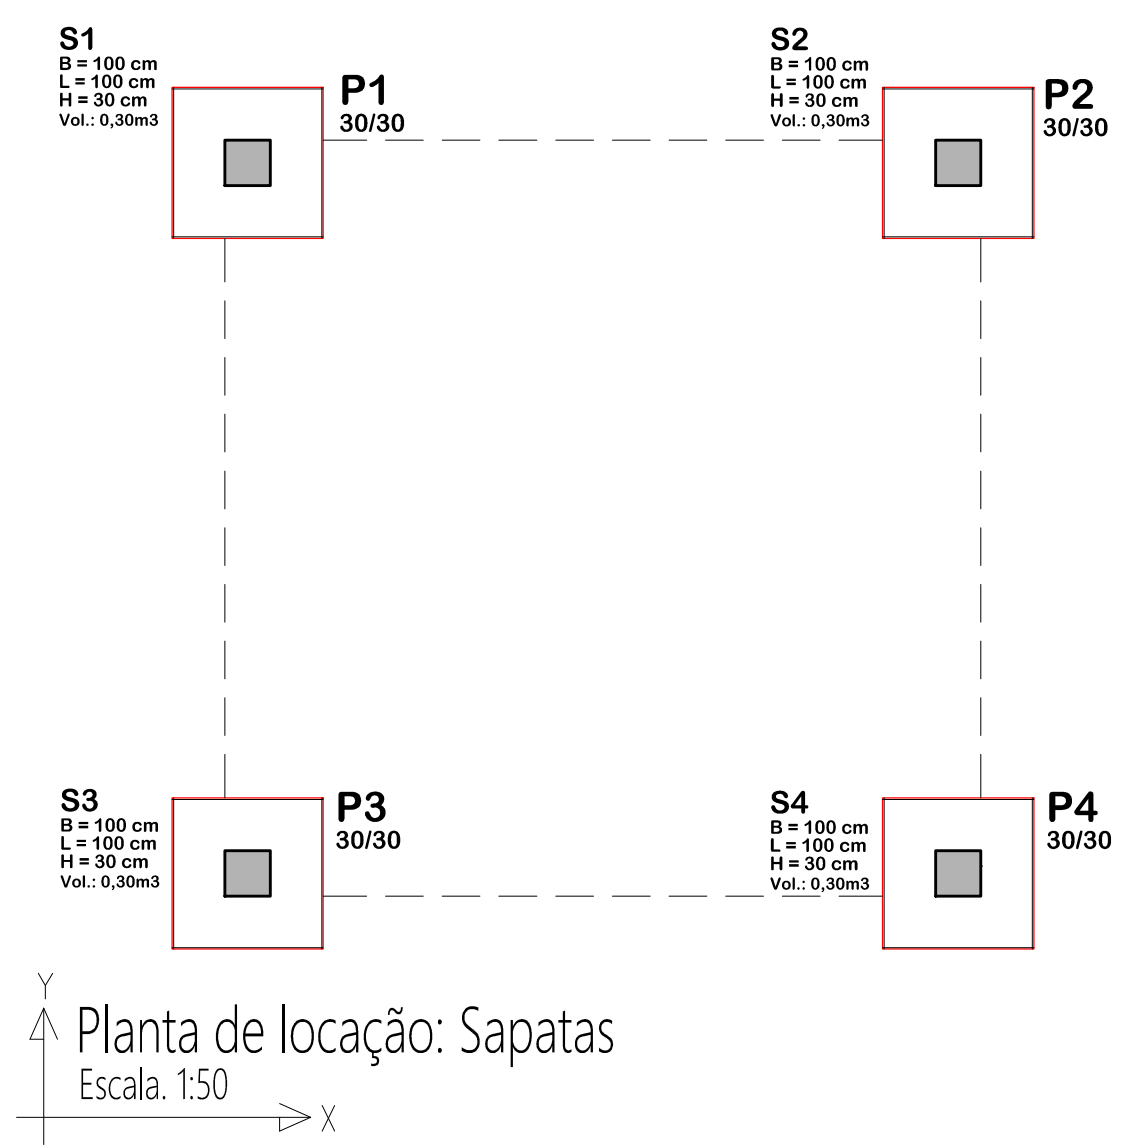 S1
B = 100 cm
L = 100 cm
H = 30 cm
Vol.: 0,30m3
P1
30/30
S2
B = 100 cm
L = 100 cm
H = 30 cm
Vol.: 0,30m3
P2
30/30
S3
B = 100 cm
L = 100 cm
H = 30 cm
Vol.: 0,30m3
P3
30/30
S4
B = 100 cm
L = 100 cm
H = 30 cm
Vol.: 0,30m3
P4
30/30
Y
Planta de locação: Sapatas
Escala. 1:50
X